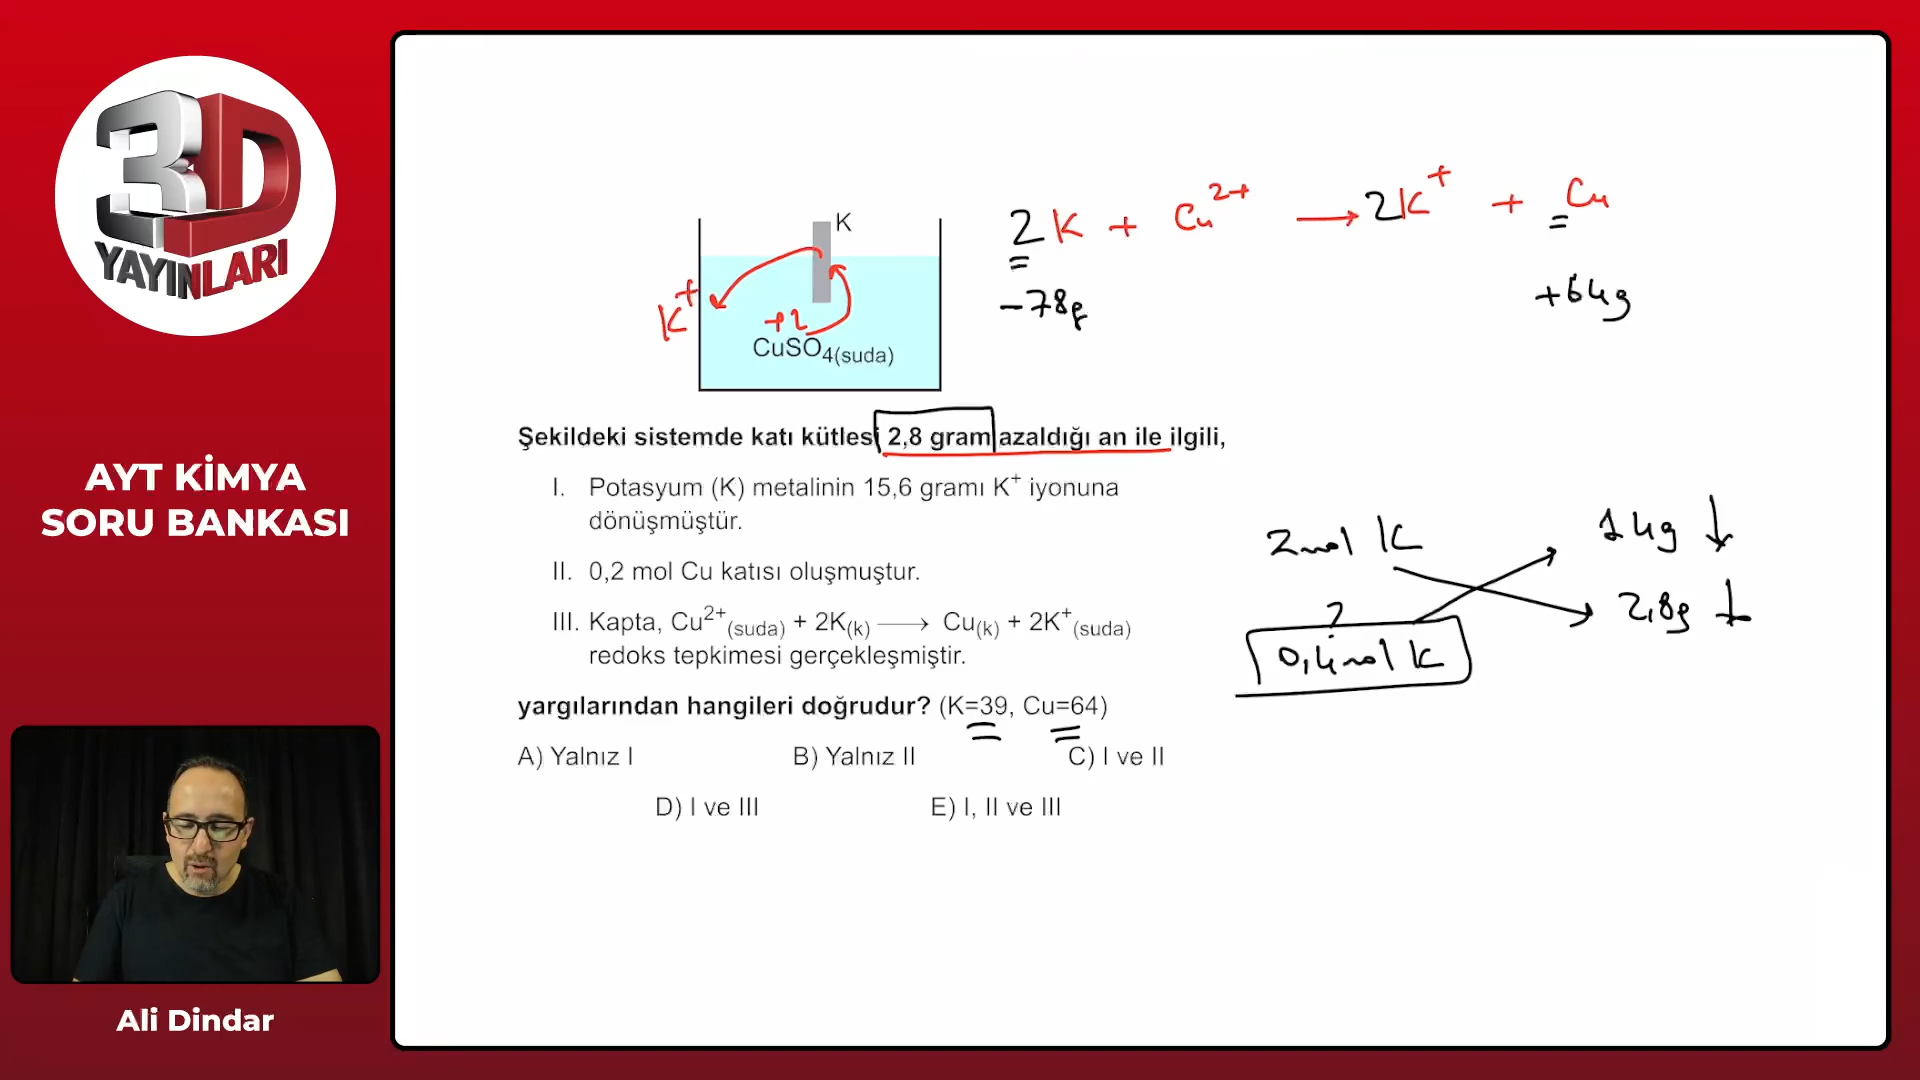 3D
YAYINLARI
AYT KİMYA
SORU BANKASI
Ali Dindar
K
K+
+2
CuSO4(suda)
2K + Cu2+ → 2K+ + Cu
-78g
+64g
Şekildeki sistemde katı kütlesi 2,8 gram azaldığı an ile ilgili,
I. Potasyum (K) metalinin 15,6 gramı K+ iyonuna
dönüşmüştür.
II. 0,2 mol Cu katısı oluşmuştur.
III. Kapta, Cu2+(suda) + 2K(k) ⟶ Cu(k) + 2K+(suda)
redoks tepkimesi gerçekleşmiştir.
yargılarından hangileri doğrudur? (K=39, Cu=64)
A) Yalnız I B) Yalnız II C) I ve II
D) I ve III E) I, II ve III
2mol K 14g ↓
? 2,8g ↓
0,4mol K